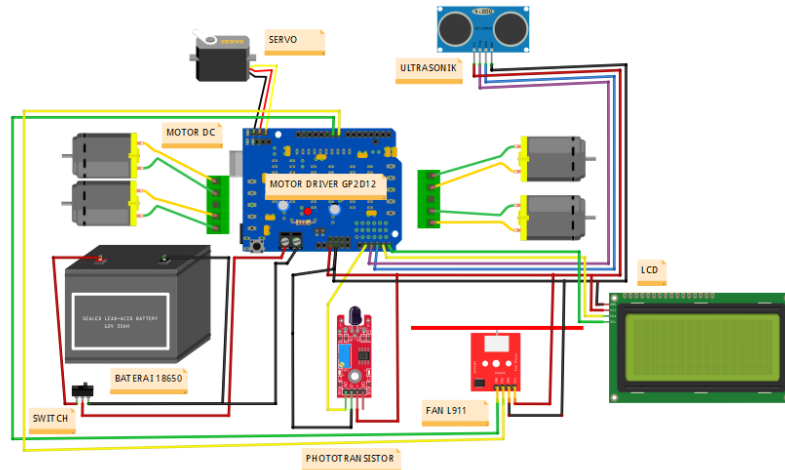 SERVO
ULTRASONIK
MOTOR DC
MOTOR DRIVER GP2D12
LCD
SEALED LEAD-ACID BATTERY
12V 35AH
BATERAI 18650
SWITCH
FAN L911
PHOTOTRANSISTOR